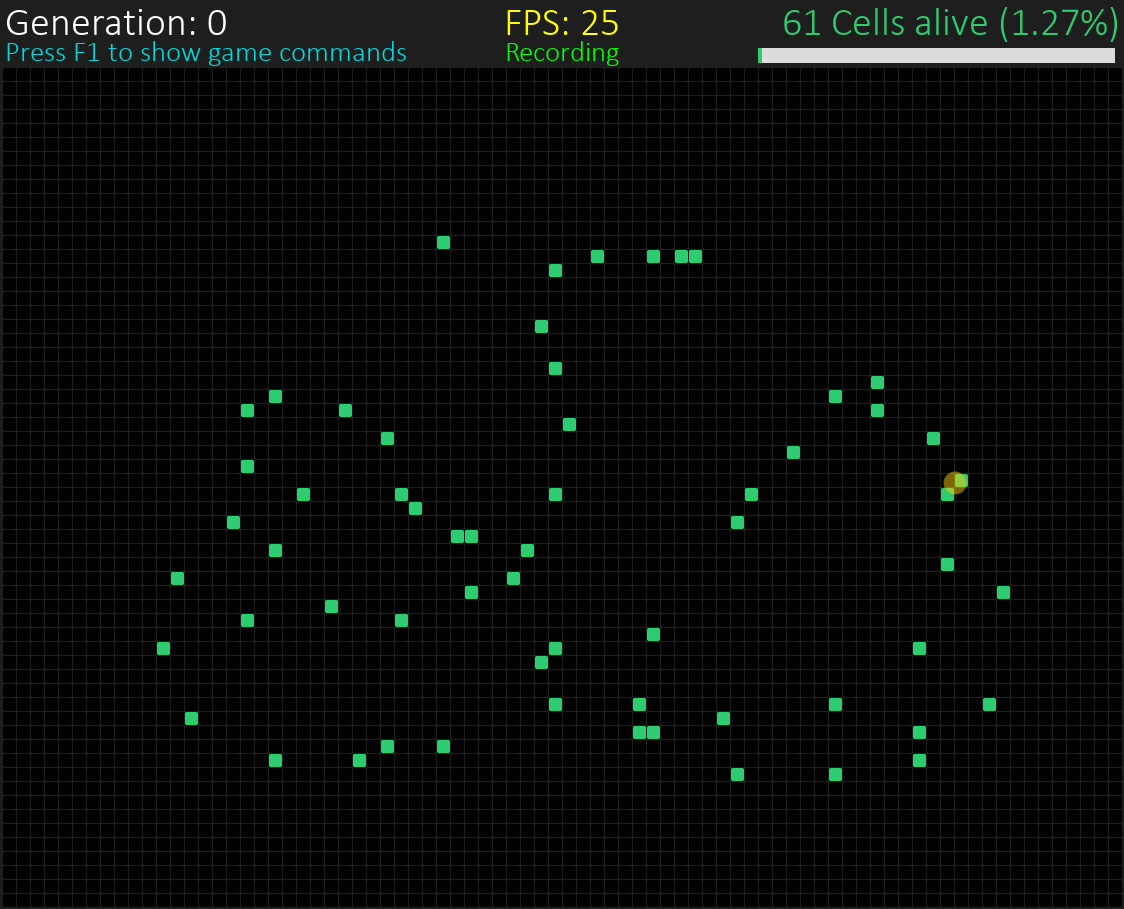 Generation: 0
FPS: 25
61 Cells alive (1.27%)
Press F1 to show game commands
Recording